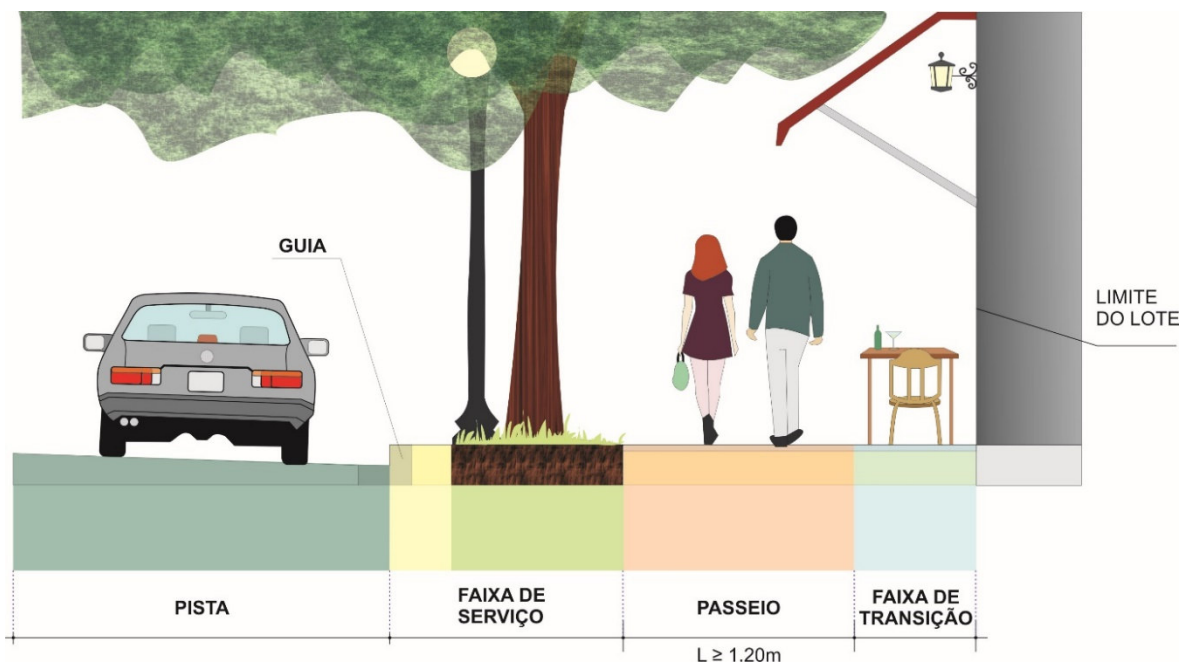 GUIA
LIMITE
DO LOTE
PISTA
FAIXA DE
SERVIÇO
PASSEIO
FAIXA DE
TRANSIÇÃO
L ≥ 1.20m